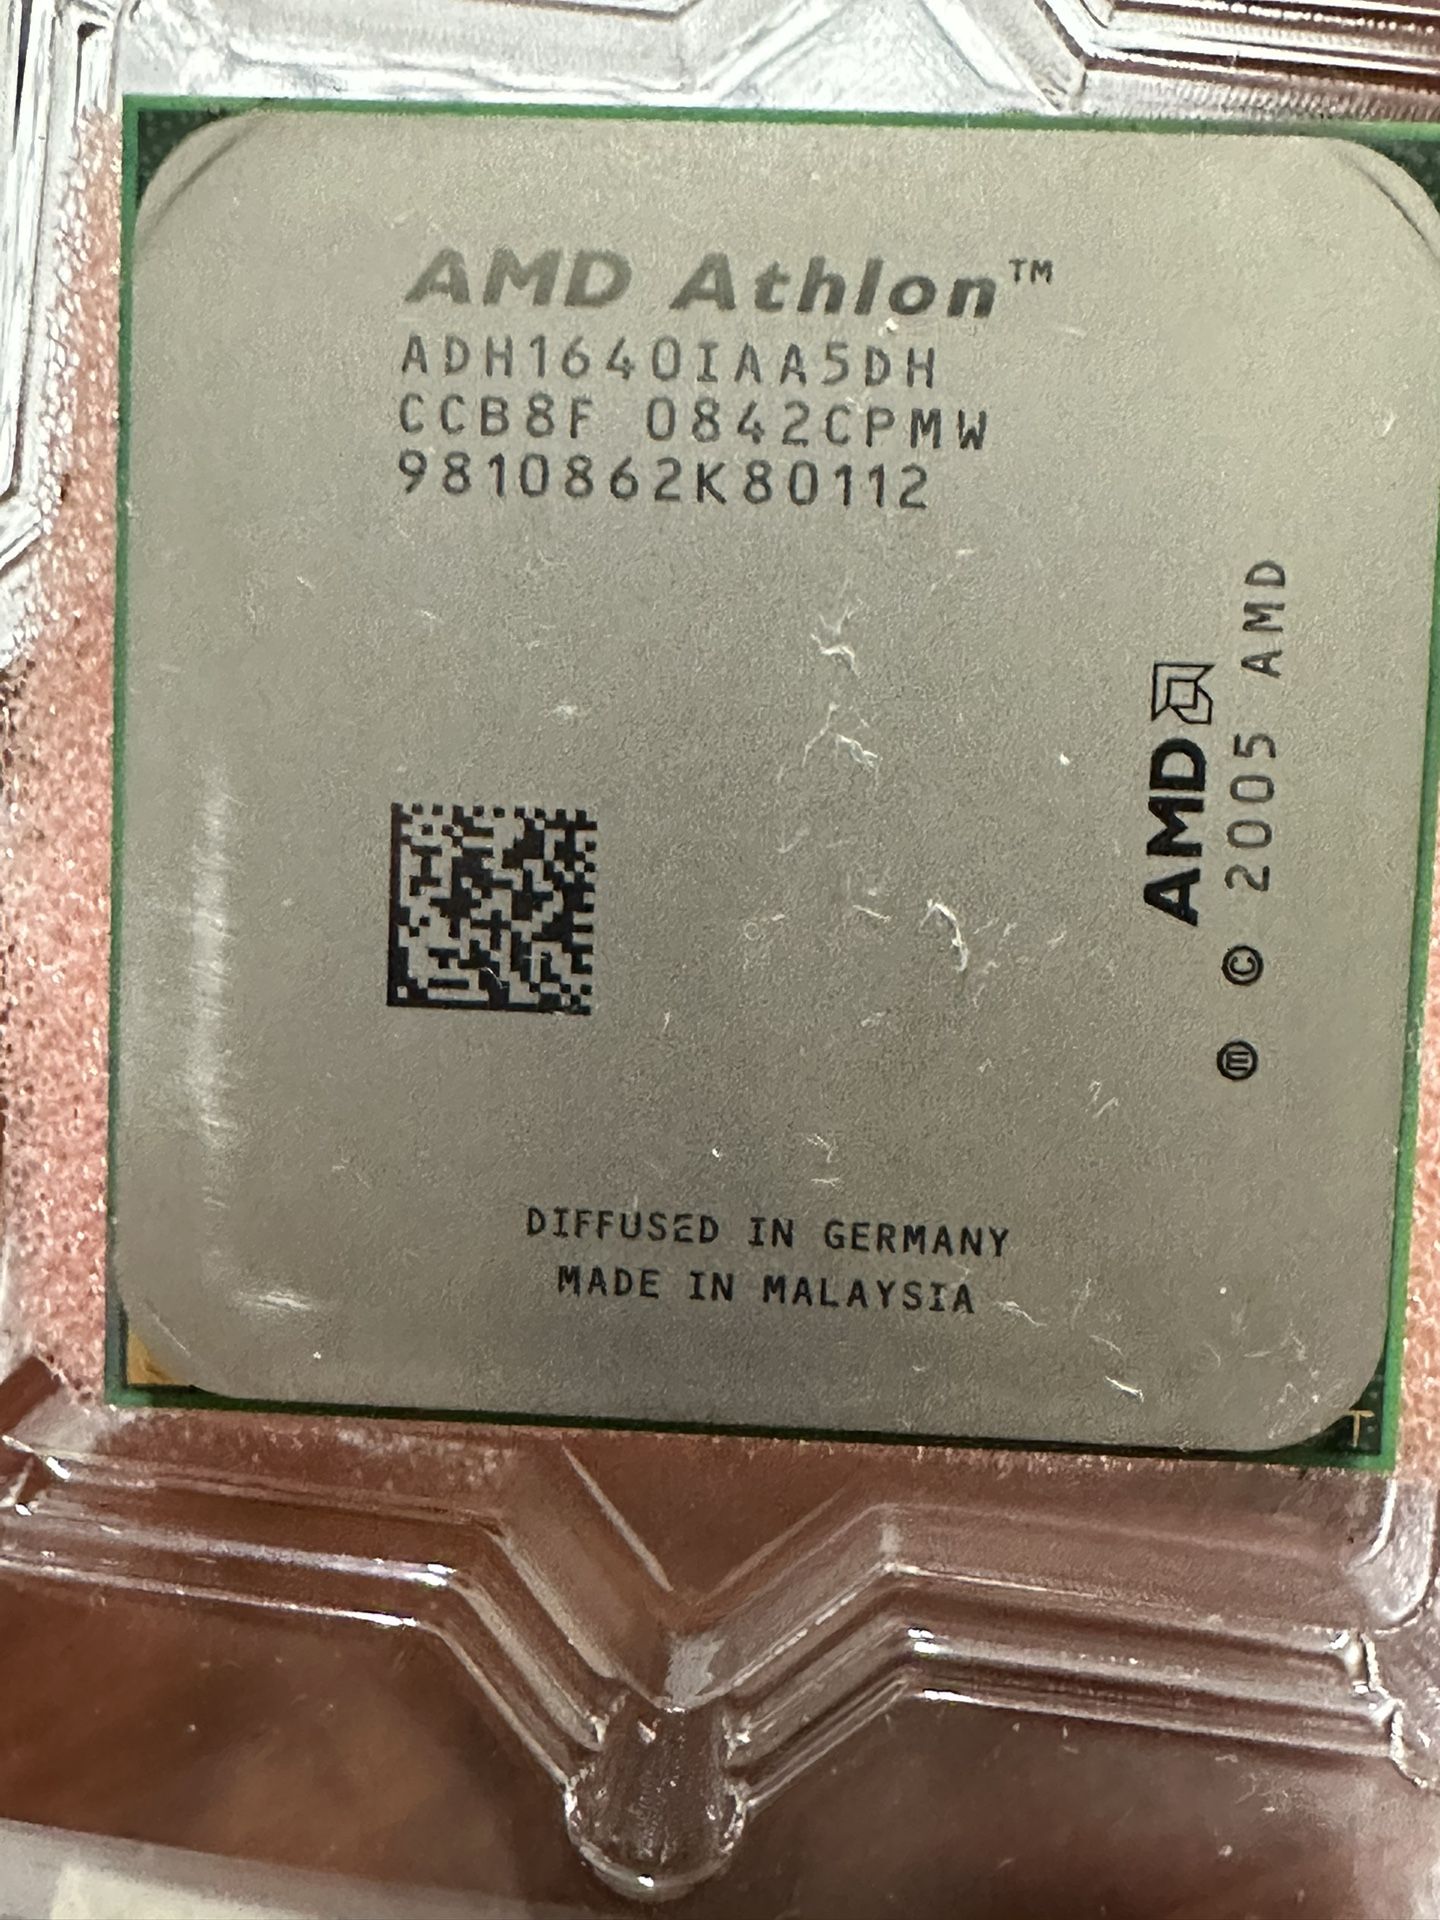 AMD Athlon™
ADH1640IAA5DH
CCB8F 0842CPMW
9810862K80112
AMD
ⓜ © 2005 AMD
DIFFUSED IN GERMANY
MADE IN MALAYSIA
T